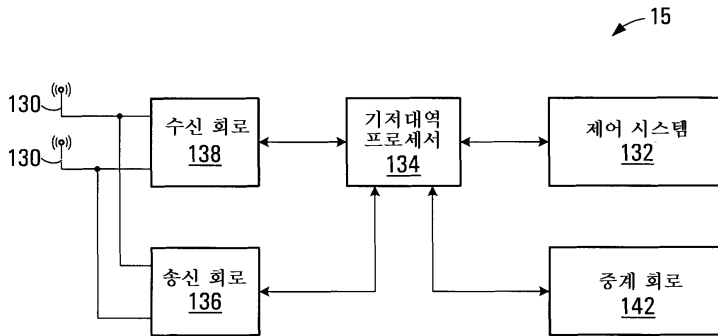 15
130
130
수신 회로
138
기저대역
프로세서
134
제어 시스템
132
송신 회로
136
중계 회로
142